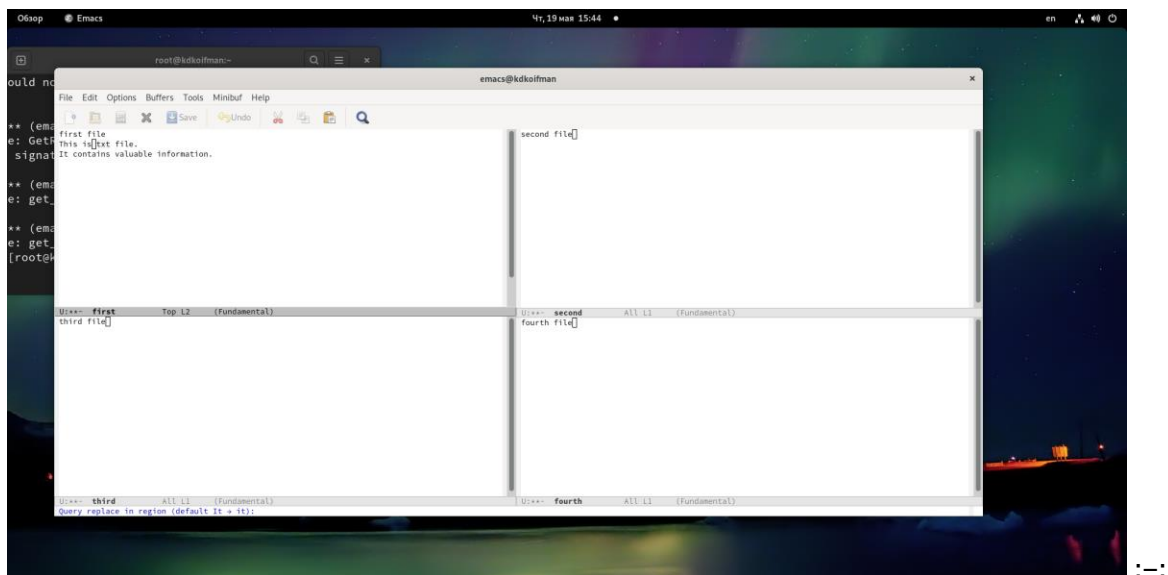 Обзор Emacs Чт, 19 мая 15:44 en
root@kdkoifman:~
emacs@kdkoifman
ould no
** (ema
e: GetR
signat
** (ema
e: get_
** (ema
e: get_
[root@k
File Edit Options Buffers Tools Minibuf Help
Save Undo
first file
This is txt file.
It contains valuable information.
U:**- first Top L2 (Fundamental)
second file
U:**- second All L1 (Fundamental)
third file
U:**- third All L1 (Fundamental)
fourth file
U:**- fourth All L1 (Fundamental)
Query replace in region (default It → it):
:-: